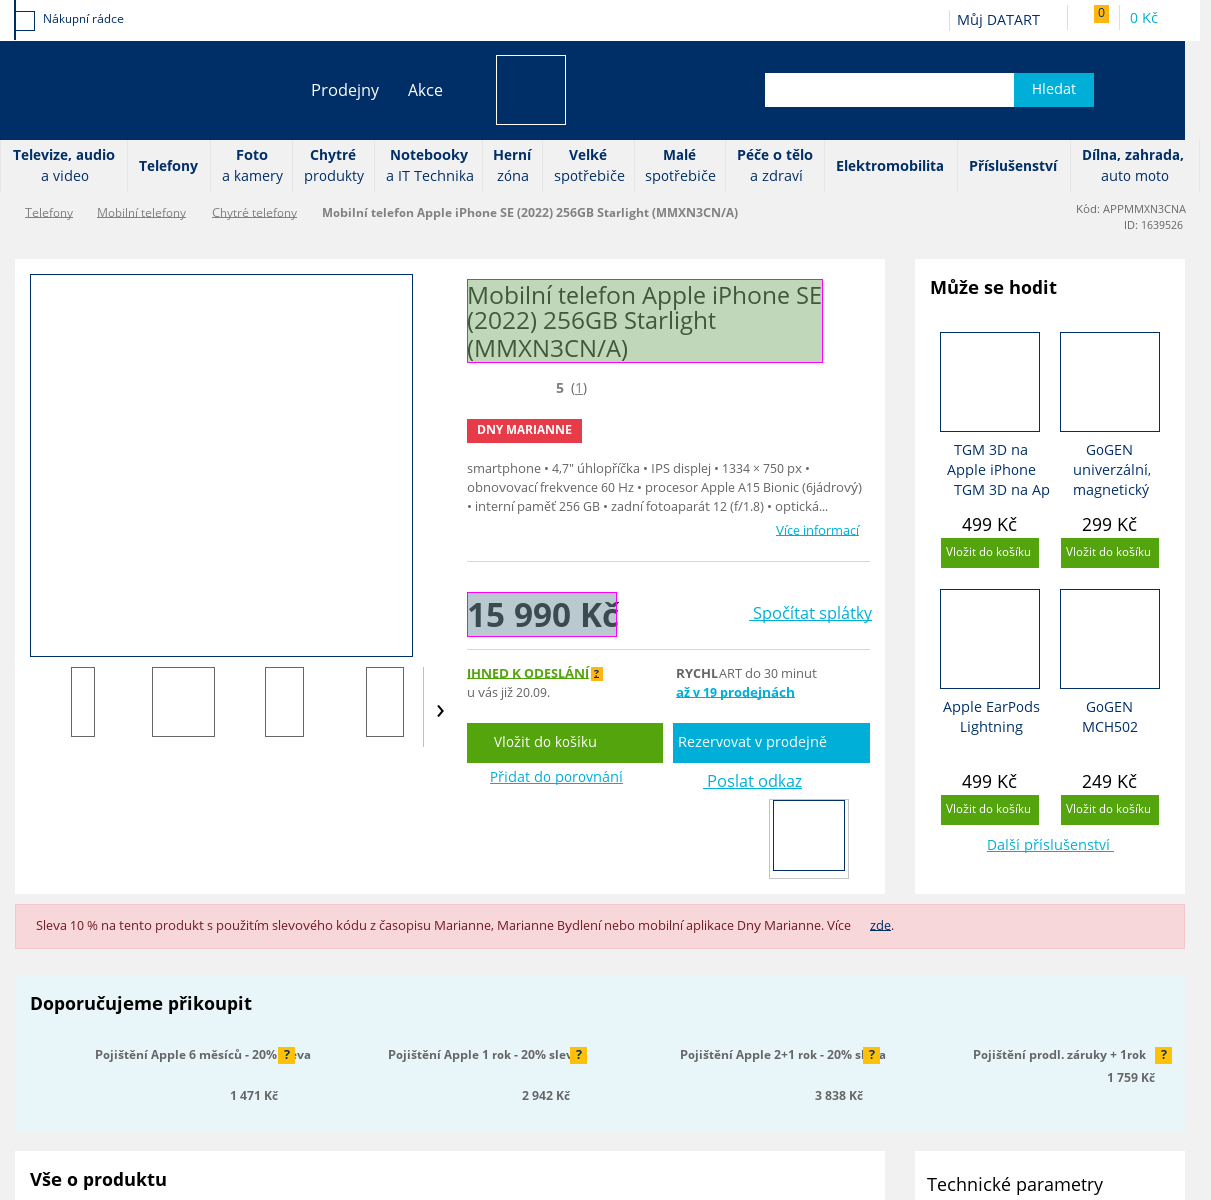 Nákupní rádce
Můj DATART
0
0 Kč
Prodejny
Akce
Hledat
Televize, audio
a video
Telefony
Foto
a kamery
Chytré
produkty
Notebooky
a IT Technika
Herní
zóna
Velké
spotřebiče
Malé
spotřebiče
Péče o tělo
a zdraví
Elektromobilita
Příslušenství
Dílna, zahrada,
auto moto
Telefony
Mobilní telefony
Chytré telefony
Mobilní telefon Apple iPhone SE (2022) 256GB Starlight (MMXN3CN/A)
Kód: APPMMXN3CNA
ID: 1639526
Mobilní telefon Apple iPhone SE
(2022) 256GB Starlight
(MMXN3CN/A)
5 (1)
DNY MARIANNE
smartphone • 4,7" úhlopříčka • IPS displej • 1334 × 750 px •
obnovovací frekvence 60 Hz • procesor Apple A15 Bionic (6jádrový)
• interní paměť 256 GB • zadní fotoaparát 12 (f/1.8) • optická...
Více informací
15 990 Kč
Spočítat splátky
IHNED K ODESLÁNÍ ?
u vás již 20.09.
RYCHLART do 30 minut
až v 19 prodejnách
Vložit do košíku
Rezervovat v prodejně
Přidat do porovnání
Poslat odkaz
Může se hodit
TGM 3D na
Apple iPhone
TGM 3D na Ap
499 Kč
Vložit do košíku
GoGEN
univerzální,
magnetický
299 Kč
Vložit do košíku
Apple EarPods
Lightning
499 Kč
Vložit do košíku
GoGEN
MCH502
249 Kč
Vložit do košíku
Další příslušenství
Sleva 10 % na tento produkt s použitím slevového kódu z časopisu Marianne, Marianne Bydlení nebo mobilní aplikace Dny Marianne. Více zde.
Doporučujeme přikoupit
Pojištění Apple 6 měsíců - 20% ?eva
1 471 Kč
Pojištění Apple 1 rok - 20% slev ?
2 942 Kč
Pojištění Apple 2+1 rok - 20% sl?a
3 838 Kč
Pojištění prodl. záruky + 1rok ?
1 759 Kč
Vše o produktu
Technické parametry